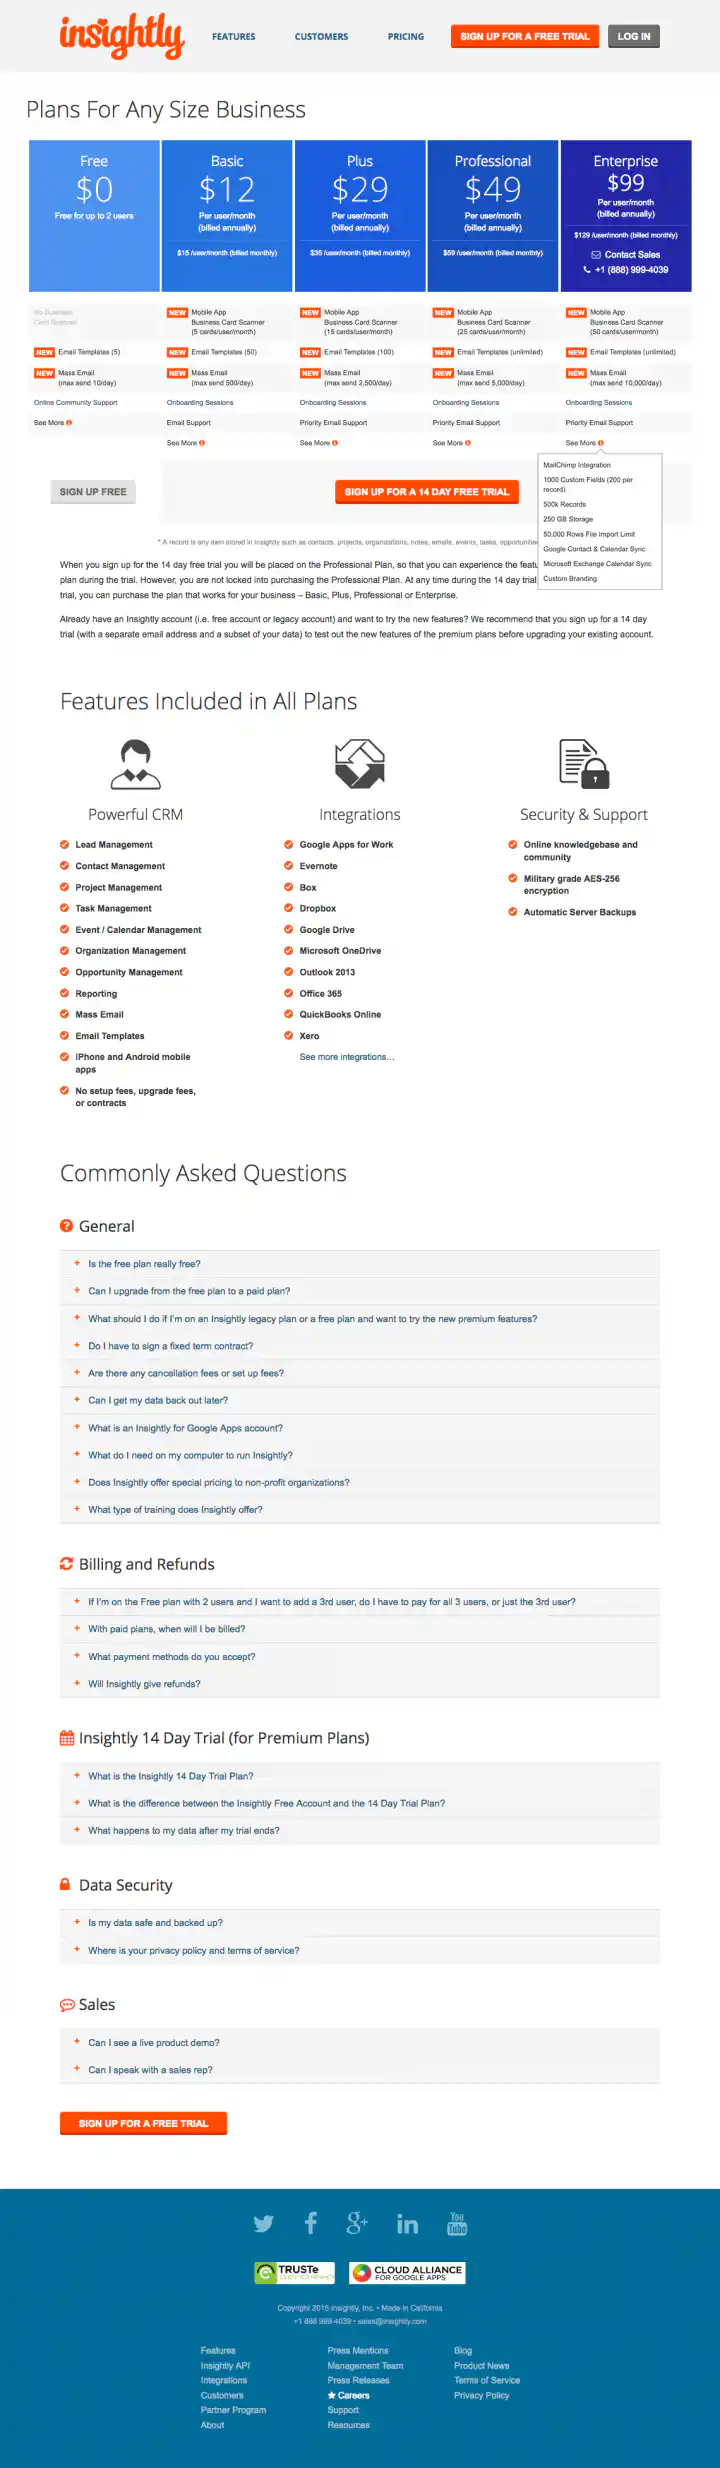 insightly
FEATURES
CUSTOMERS
PRICING
SIGN UP FOR A FREE TRIAL
LOG IN
Plans For Any Size Business
Free
$0
Free for up to 2 users
Basic
$12
Per user/month
(billed annually)
$15 /user/month (billed monthly)
Plus
$29
Per user/month
(billed annually)
$35 /user/month (billed monthly)
Professional
$49
Per user/month
(billed annually)
$59 /user/month (billed monthly)
Enterprise
$99
Per user/month
(billed annually)
$129 /user/month (billed monthly)
Contact Sales
+1 (888) 999-4039
No Business
Card Scanner
NEW Email Templates (5)
NEW Mass Email
(max send 10/day)
Online Community Support
See More
NEW Mobile App
Business Card Scanner
(5 cards/user/month)
NEW Email Templates (50)
NEW Mass Email
(max send 500/day)
Onboarding Sessions
Email Support
See More
NEW Mobile App
Business Card Scanner
(15 cards/user/month)
NEW Email Templates (100)
NEW Mass Email
(max send 2,500/day)
Onboarding Sessions
Priority Email Support
See More
NEW Mobile App
Business Card Scanner
(25 cards/user/month)
NEW Email Templates (unlimited)
NEW Mass Email
(max send 5,000/day)
Onboarding Sessions
Priority Email Support
See More
NEW Mobile App
Business Card Scanner
(50 cards/user/month)
NEW Email Templates (unlimited)
NEW Mass Email
(max send 10,000/day)
Onboarding Sessions
Priority Email Support
See More
MailChimp Integration
1000 Custom Fields (200 per
record)
500k Records
250 GB Storage
50,000 Rows File Import Limit
Google Contact & Calendar Sync
Microsoft Exchange Calendar Sync
Custom Branding
SIGN UP FREE
SIGN UP FOR A 14 DAY FREE TRIAL
* A record is any item stored in Insightly such as contacts, projects, organizations, notes, emails, events, tasks,
When you sign up for the 14 day free trial you will be placed on the Professional Plan, so that you can experience the
plan during the trial. However, you are not locked into purchasing the Professional Plan. At any time during the 14 day trial
trial, you can purchase the plan that works for your business – Basic, Plus, Professional or Enterprise.
Already have an Insightly account (i.e. free account or legacy account) and want to try the new features? We recommend that you sign up for a 14 day
trial (with a separate email address and a subset of your data) to test out the new features of the premium plans before upgrading your existing account.
Features Included in All Plans
Powerful CRM
Lead Management
Contact Management
Project Management
Task Management
Event / Calendar Management
Organization Management
Opportunity Management
Reporting
Mass Email
Email Templates
iPhone and Android mobile
apps
No setup fees, upgrade fees,
or contracts
Integrations
Google Apps for Work
Evernote
Box
Dropbox
Google Drive
Microsoft OneDrive
Outlook 2013
Office 365
QuickBooks Online
Xero
See more integrations...
Security & Support
Online knowledgebase and
community
Military grade AES-256
encryption
Automatic Server Backups
Commonly Asked Questions
General
+ Is the free plan really free?
+ Can I upgrade from the free plan to a paid plan?
+ What should I do if I'm on an Insightly legacy plan or a free plan and want to try the new premium features?
+ Do I have to sign a fixed term contract?
+ Are there any cancellation fees or set up fees?
+ Can I get my data back out later?
+ What is an Insightly for Google Apps account?
+ What do I need on my computer to run Insightly?
+ Does Insightly offer special pricing to non-profit organizations?
+ What type of training does Insightly offer?
Billing and Refunds
+ If I'm on the Free plan with 2 users and I want to add a 3rd user, do I have to pay for all 3 users, or just the 3rd user?
+ With paid plans, when will I be billed?
+ What payment methods do you accept?
+ Will Insightly give refunds?
Insightly 14 Day Trial (for Premium Plans)
+ What is the Insightly 14 Day Trial Plan?
+ What is the difference between the Insightly Free Account and the 14 Day Trial Plan?
+ What happens to my data after my trial ends?
Data Security
+ Is my data safe and backed up?
+ Where is your privacy policy and terms of service?
Sales
+ Can I see a live product demo?
+ Can I speak with a sales rep?
SIGN UP FOR A FREE TRIAL
You
Tube
TRUSTe
CERTIFIED PRIVACY
CLOUD ALLIANCE
FOR GOOGLE APPS
Copyright 2015 Insightly, Inc. • Made in California
+1 888 999-4039 • sales@insightly.com
Features
Insightly API
Integrations
Customers
Partner Program
About
Press Mentions
Management Team
Press Releases
Careers
Support
Resources
Blog
Product News
Terms of Service
Privacy Policy